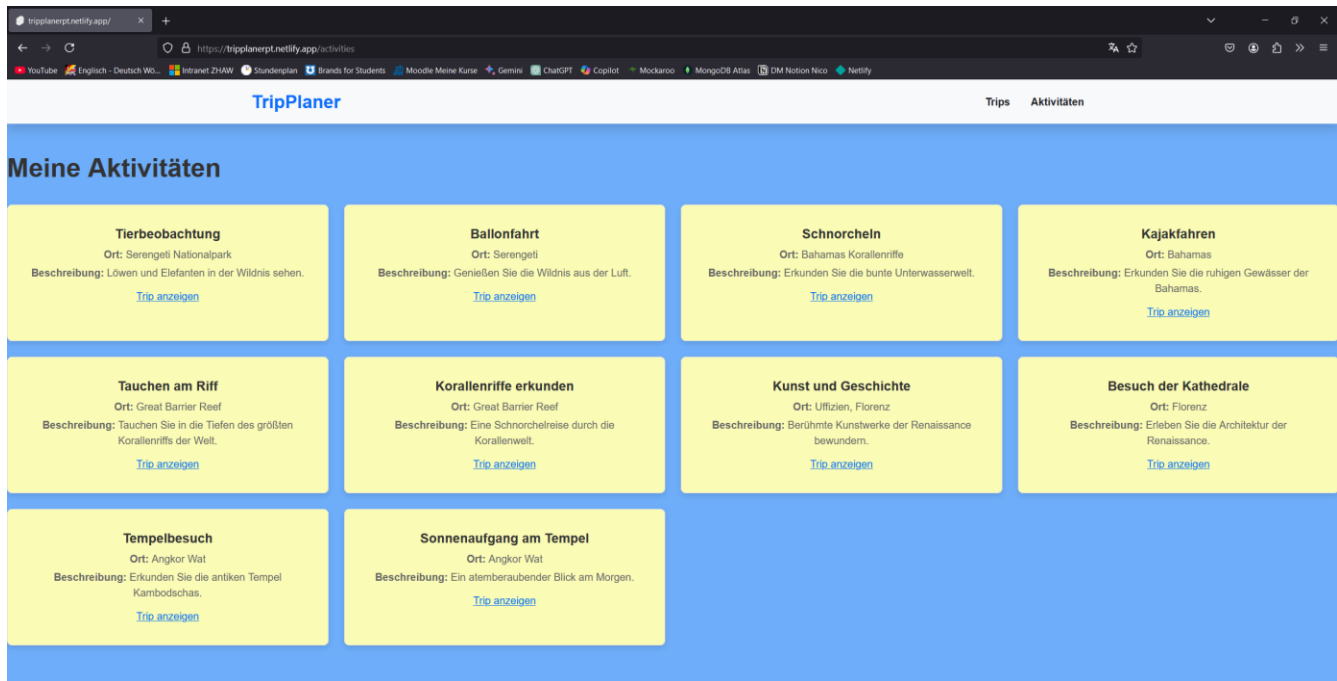 tripplanerpt.netlify.app/
https://tripplanerpt.netlify.app/activities
YouTube Englisch - Deutsch Wö... Intranet ZHAW Stundenplan Brands for Students Moodle Meine Kurse Gemini ChatGPT Copilot Mockaroo MongoDB Atlas DM Notion Nico Netlify
TripPlaner Trips Aktivitäten
Meine Aktivitäten
Tierbeobachtung
Ort: Serengeti Nationalpark
Beschreibung: Löwen und Elefanten in der Wildnis sehen.
Trip anzeigen
Ballonfahrt
Ort: Serengeti
Beschreibung: Genießen Sie die Wildnis aus der Luft.
Trip anzeigen
Schnorcheln
Ort: Bahamas Korallenriffe
Beschreibung: Erkunden Sie die bunte Unterwasserwelt.
Trip anzeigen
Kajakfahren
Ort: Bahamas
Beschreibung: Erkunden Sie die ruhigen Gewässer der
Bahamas.
Trip anzeigen
Tauchen am Riff
Ort: Great Barrier Reef
Beschreibung: Tauchen Sie in die Tiefen des größten
Korallenriffs der Welt.
Trip anzeigen
Korallenriffe erkunden
Ort: Great Barrier Reef
Beschreibung: Eine Schnorchelreise durch die
Korallenwelt.
Trip anzeigen
Kunst und Geschichte
Ort: Uffizien, Florenz
Beschreibung: Berühmte Kunstwerke der Renaissance
bewundern.
Trip anzeigen
Besuch der Kathedrale
Ort: Florenz
Beschreibung: Erleben Sie die Architektur der
Renaissance.
Trip anzeigen
Tempelbesuch
Ort: Angkor Wat
Beschreibung: Erkunden Sie die antiken Tempel
Kambodschas.
Trip anzeigen
Sonnenaufgang am Tempel
Ort: Angkor Wat
Beschreibung: Ein atemberaubender Blick am Morgen.
Trip anzeigen